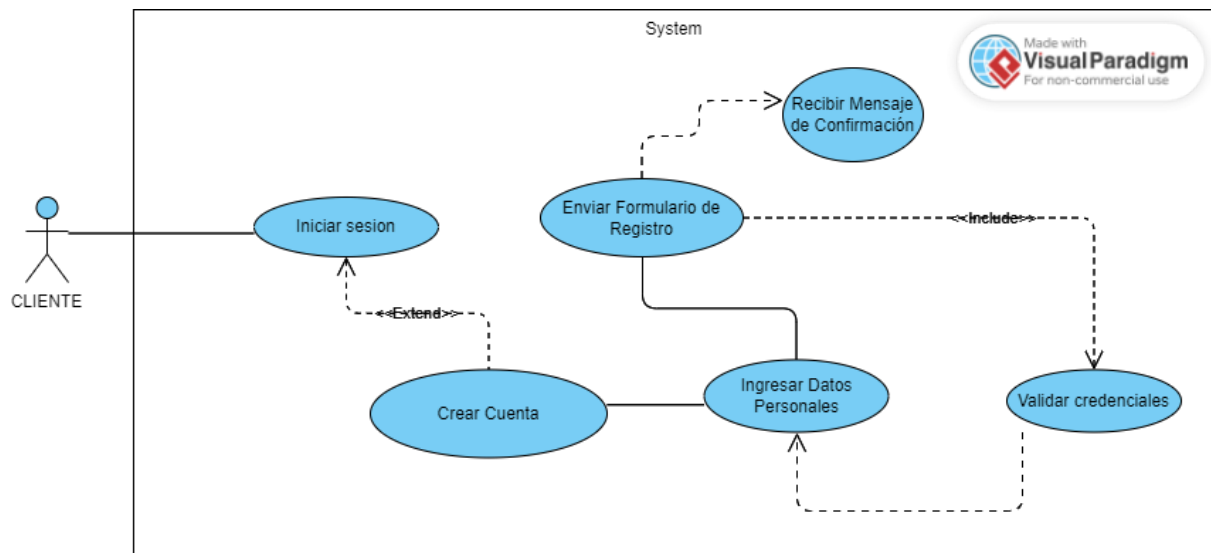 System
Made with
Visual Paradigm
For non-commercial use
Recibir Mensaje
de Confirmación
Enviar Formulario de
Registro
<<Include>>
Iniciar sesion
CLIENTE
<<Extend>>
Ingresar Datos
Personales
Validar credenciales
Crear Cuenta